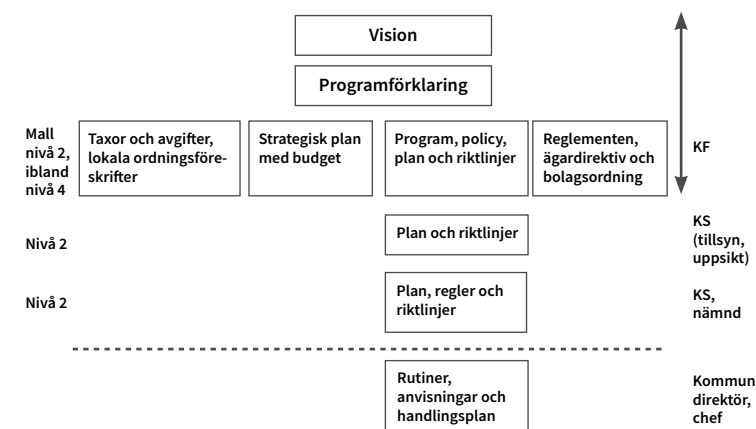 Vision
Programförklaring
Mall
nivå 2,
ibland
nivå 4
Taxor och avgifter,
lokala ordningsföre-
skrifter
Strategisk plan
med budget
Program, policy,
plan och riktlinjer
Reglementen,
ägardirektiv och
bolagsordning
KF
Nivå 2
Plan och riktlinjer
KS
(tillsyn,
uppsikt)
Nivå 2
Plan, regler och
riktlinjer
KS,
nämnd
Rutiner,
anvisningar och
handlingsplan
Kommun
direktör,
chef